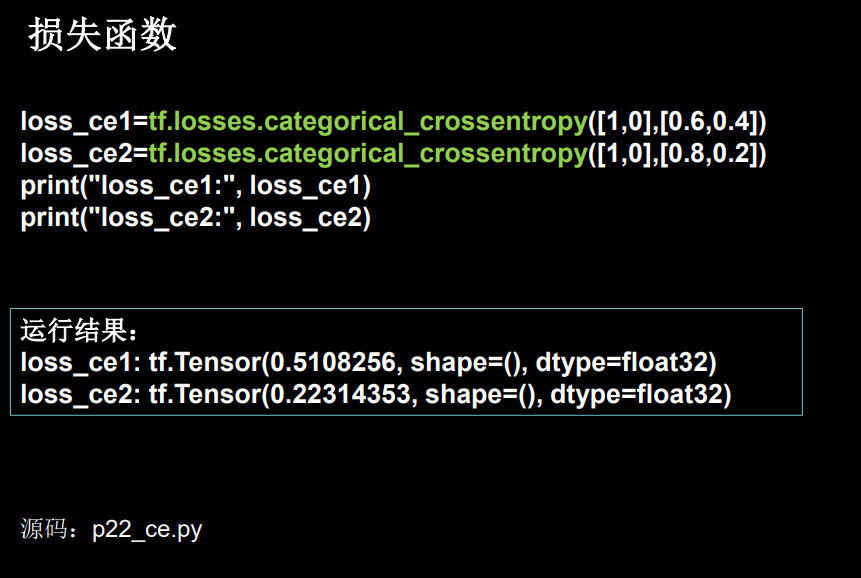 损失函数
loss_ce1=tf.losses.categorical_crossentropy([1,0],[0.6,0.4])
loss_ce2=tf.losses.categorical_crossentropy([1,0],[0.8,0.2])
print("loss_ce1:", loss_ce1)
print("loss_ce2:", loss_ce2)
运行结果：
loss_ce1: tf.Tensor(0.5108256, shape=(), dtype=float32)
loss_ce2: tf.Tensor(0.22314353, shape=(), dtype=float32)
源码：p22_ce.py